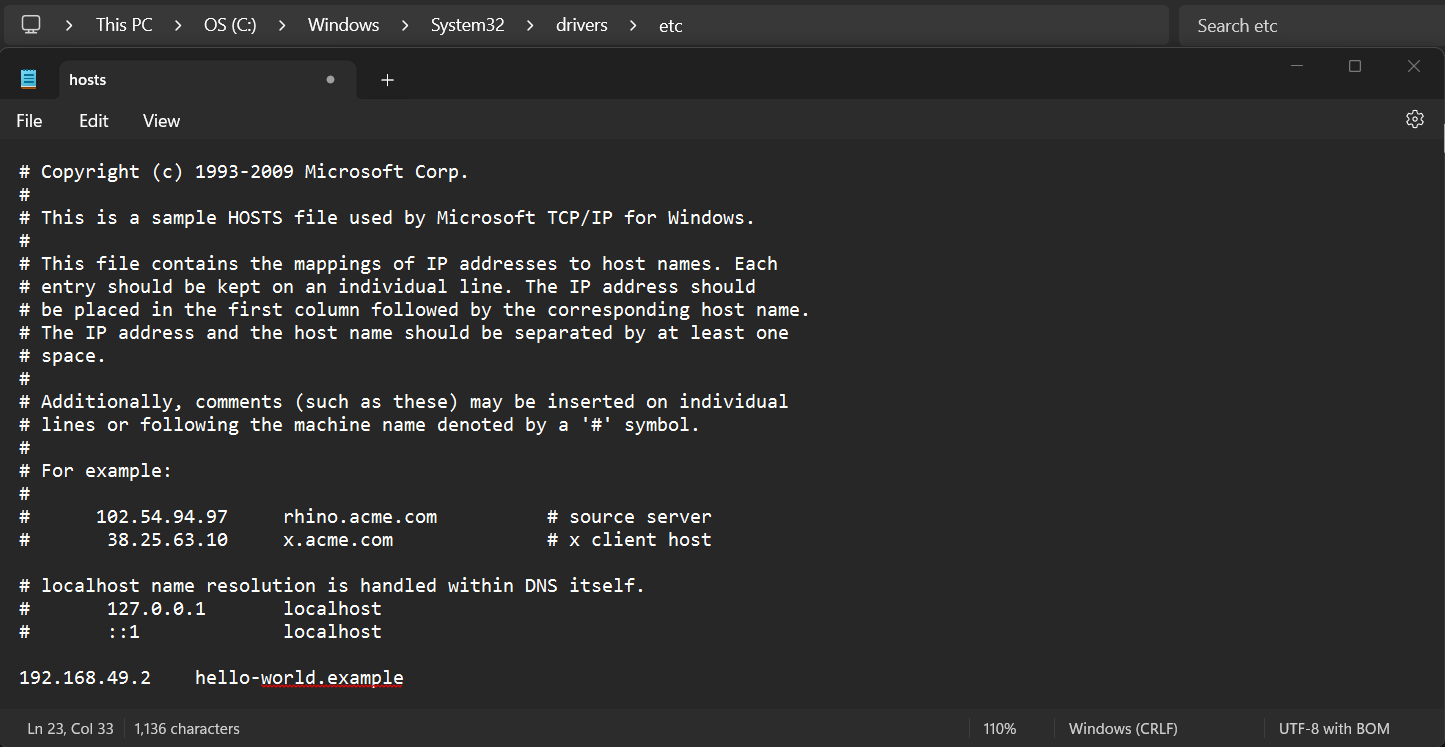 This PC > OS (C:) > Windows > System32 > drivers > etc
Search etc
hosts
File Edit View
# Copyright (c) 1993-2009 Microsoft Corp.
#
# This is a sample HOSTS file used by Microsoft TCP/IP for Windows.
#
# This file contains the mappings of IP addresses to host names. Each
# entry should be kept on an individual line. The IP address should
# be placed in the first column followed by the corresponding host name.
# The IP address and the host name should be separated by at least one
# space.
#
# Additionally, comments (such as these) may be inserted on individual
# lines or following the machine name denoted by a '#' symbol.
#
# For example:
#
#      102.54.94.97     rhino.acme.com          # source server
#       38.25.63.10     x.acme.com              # x client host
# localhost name resolution is handled within DNS itself.
#       127.0.0.1       localhost
#       ::1             localhost
192.168.49.2    hello-world.example
Ln 23, Col 33 1,136 characters 110% Windows (CRLF) UTF-8 with BOM